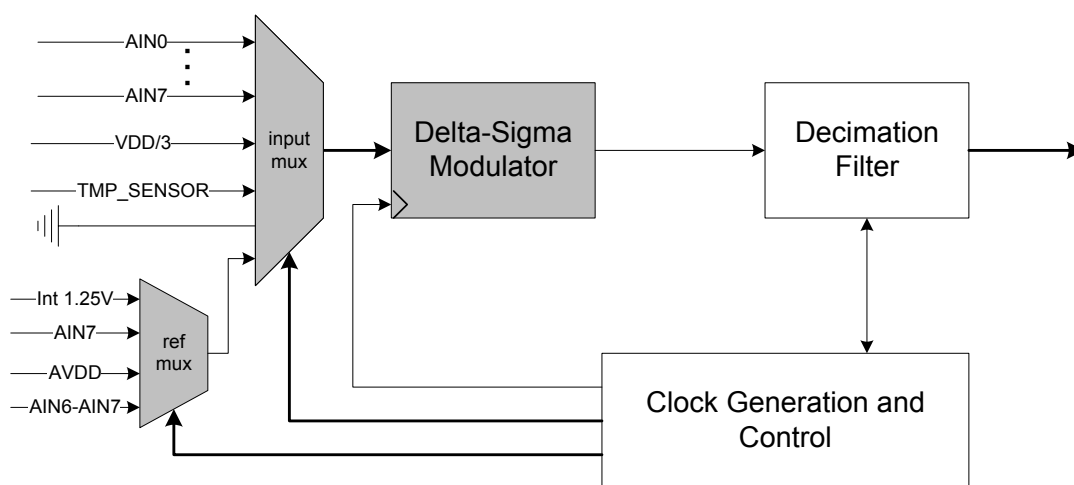 AIN0
AIN7
VDD/3
TMP_SENSOR
input
mux
Delta-Sigma
Modulator
Decimation
Filter
Int 1.25V
AIN7
AVDD
AIN6-AIN7
ref
mux
Clock Generation and
Control